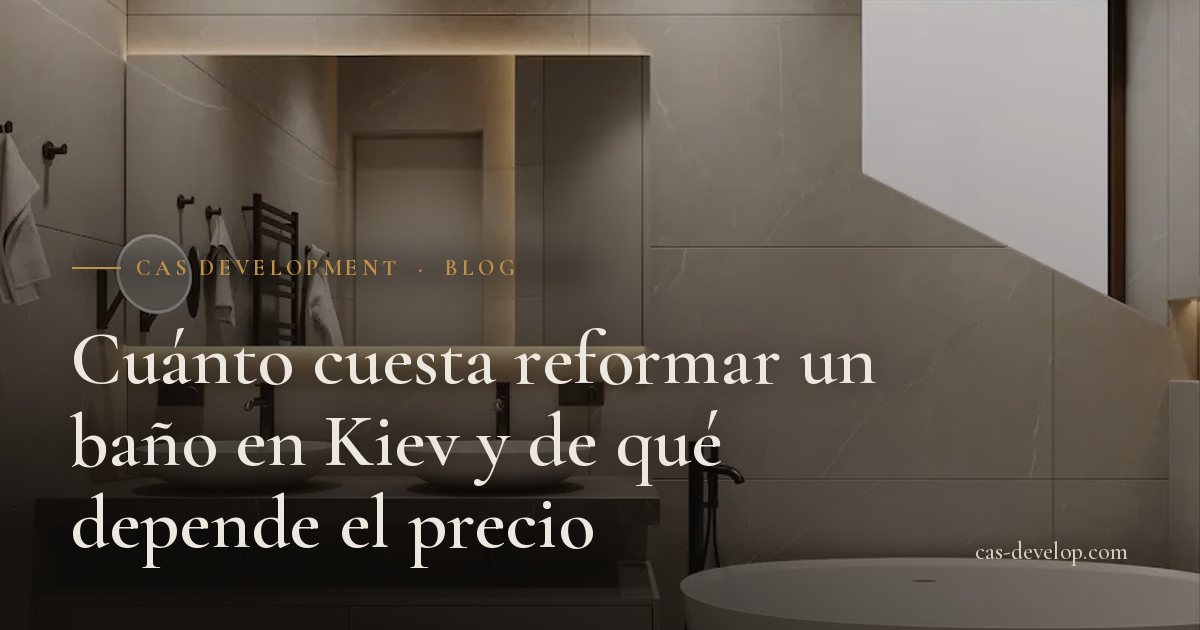 CAS DEVELOPMENT · BLOG
Cuánto cuesta reformar un
baño en Kiev y de qué
depende el precio
cas-develop.com